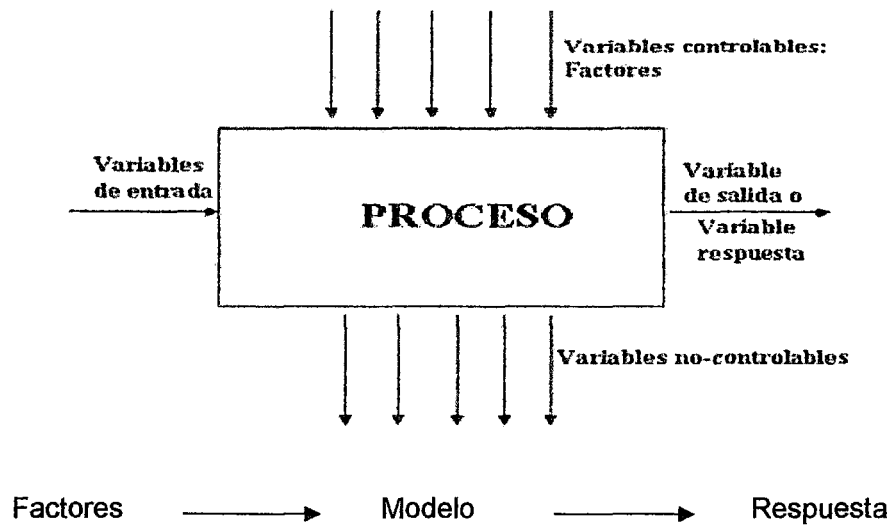 Variables controlables:
Factores
Variables
de entrada
PROCESO
Variable
de salida o
Variable
respuesta
Variables no-controlables
Factores Modelo Respuesta